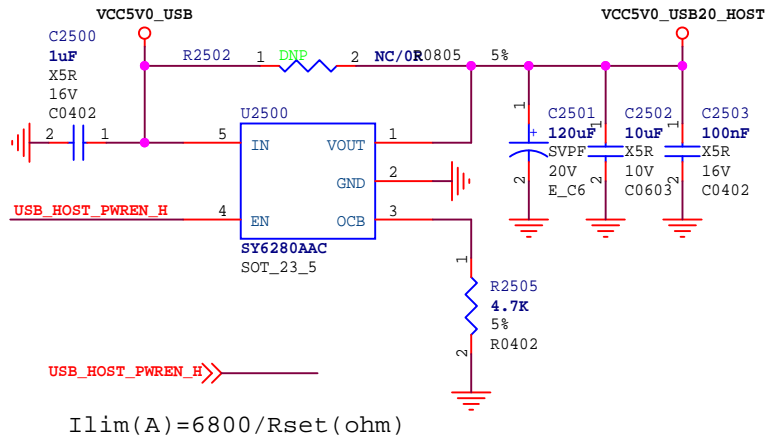 VCC5V0_USB
VCC5V0_USB20_HOST
C2500
1uF
X5R
16V
C0402
2
1
R2502
1
DNP
2
NC/0R
R0805
5%
U2500
5
IN
VOUT
1
GND
2
4
EN
OCB
3
SY6280AAC
SOT_23_5
USB_HOST_PWREN_H
1
+
2
C2501
120uF
SVPF
20V
E_C6
1
2
C2502
10uF
X5R
10V
C0603
1
2
C2503
100nF
X5R
16V
C0402
1
2
R2505
4.7K
5%
R0402
USB_HOST_PWREN_H
Ilim(A)=6800/Rset(ohm)